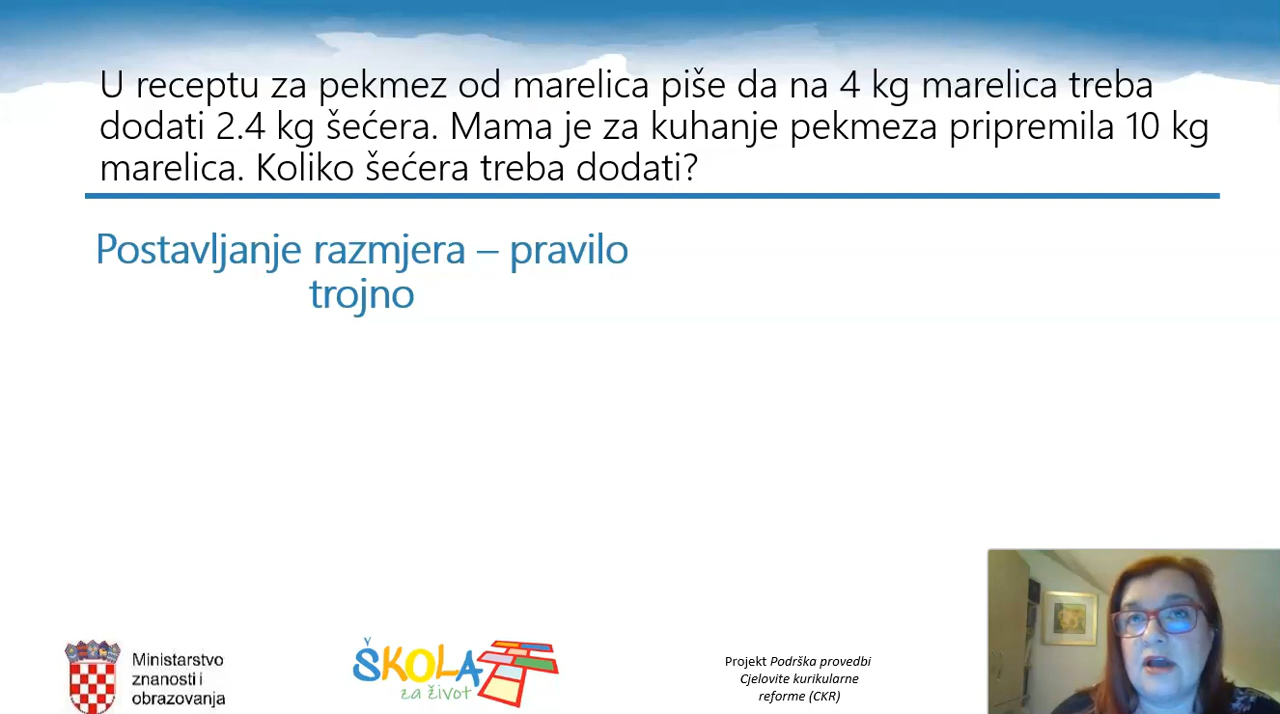 U receptu za pekmez od marelica piše da na 4 kg marelica treba
dodati 2.4 kg šećera. Mama je za kuhanje pekmeza pripremila 10 kg
marelica. Koliko šećera treba dodati?
Postavljanje razmjera – pravilo
trojno
Ministarstvo
znanosti i
obrazovanja
ŠKOLA
za život
Projekt Podrška provedbi
Cjelovite kurikularne
reforme (CKR)